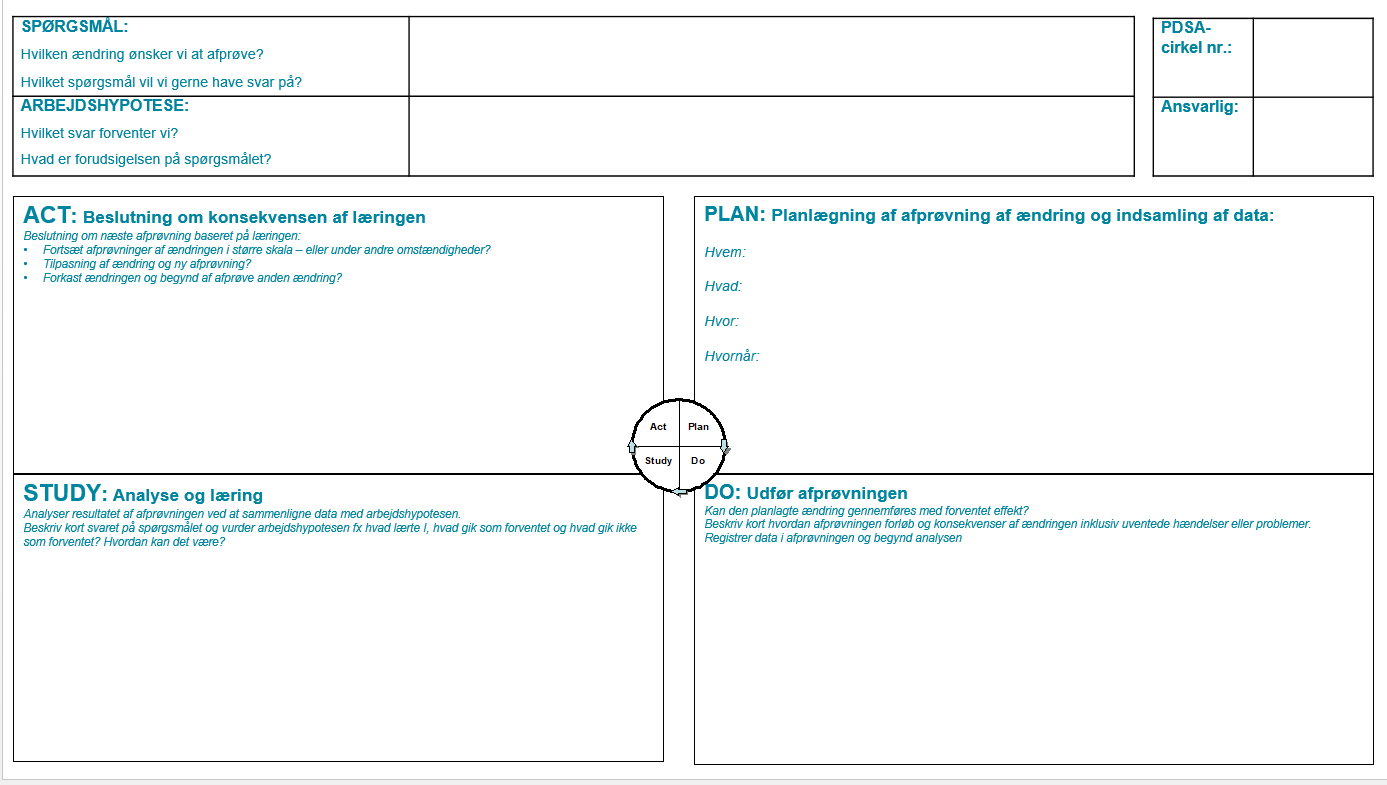 SPØRGSMÅL:
Hvilken ændring ønsker vi at afprøve?
Hvilket spørgsmål vil vi gerne have svar på?
ARBEJDSHYPOTESE:
Hvilket svar forventer vi?
Hvad er forudsigelsen på spørgsmålet?
PDSA-
cirkel nr.:
Ansvarlig:
ACT: Beslutning om konsekvensen af læringen
Beslutning om næste afprøvning baseret på læringen:
• Fortsæt afprøvninger af ændringen i større skala – eller under andre omstændigheder?
• Tilpasning af ændring og ny afprøvning?
• Forkast ændringen og begynd af afprøve anden ændring?
PLAN: Planlægning af afprøvning af ændring og indsamling af data:
Hvem:
Hvad:
Hvor:
Hvornår:
Act
Plan
Study
Do
STUDY: Analyse og læring
Analyser resultatet af afprøvningen ved at sammenligne data med arbejdshypotesen.
Beskriv kort svaret på spørgsmålet og vurder arbejdshypotesen fx hvad lærte I, hvad gik som forventet og hvad gik ikke
som forventet? Hvordan kan det være?
DO: Udfør afprøvningen
Kan den planlagte ændring gennemføres med forventet effekt?
Beskriv kort hvordan afprøvningen forløb og konsekvenser af ændringen inklusiv uventede hændelser eller problemer.
Registrer data i afprøvningen og begynd analysen